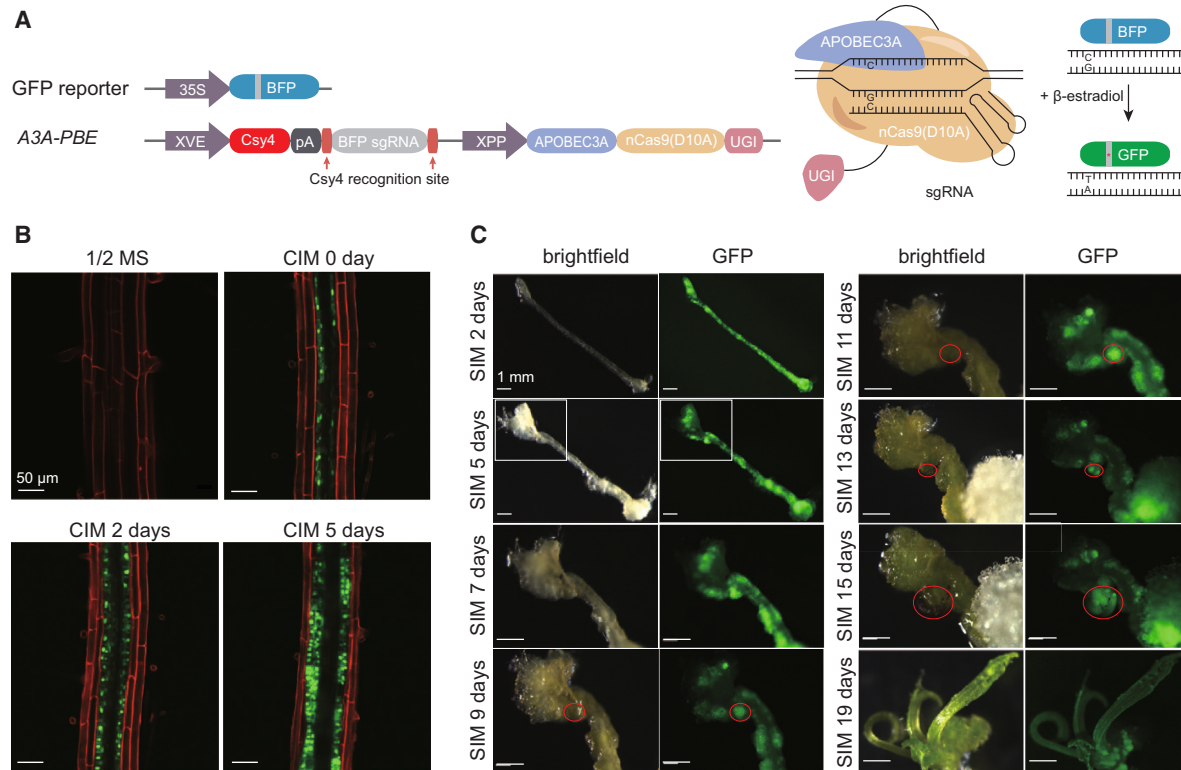 A
GFP reporter
35S
BFP
A3A-PBE
XVE
Csy4
pA
BFP sgRNA
XPP
APOBEC3A
nCas9(D10A)
UGI
Csy4 recognition site
APOBEC3A
C
G
C
nCas9(D10A)
UGI
sgRNA
BFP
C
G
+ β-estradiol
GFP
T
A
B
1/2 MS
CIM 0 day
50 µm
CIM 2 days
CIM 5 days
C
brightfield
GFP
brightfield
GFP
SIM 2 days
1 mm
SIM 5 days
SIM 7 days
SIM 9 days
SIM 11 days
SIM 13 days
SIM 15 days
SIM 19 days